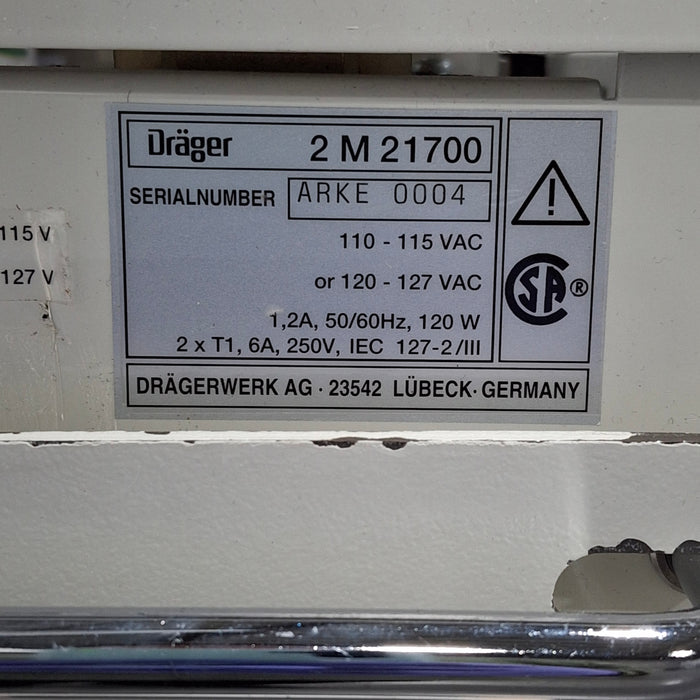 Dräger 2 M 21700
SERIALNUMBER ARKE 0004
110 - 115 VAC
or 120 - 127 VAC
1,2A, 50/60Hz, 120 W
2 x T1, 6A, 250V, IEC 127-2/III
DRÄGERWERK AG · 23542 LÜBECK · GERMANY
!
CSA ®
115 V
127 V